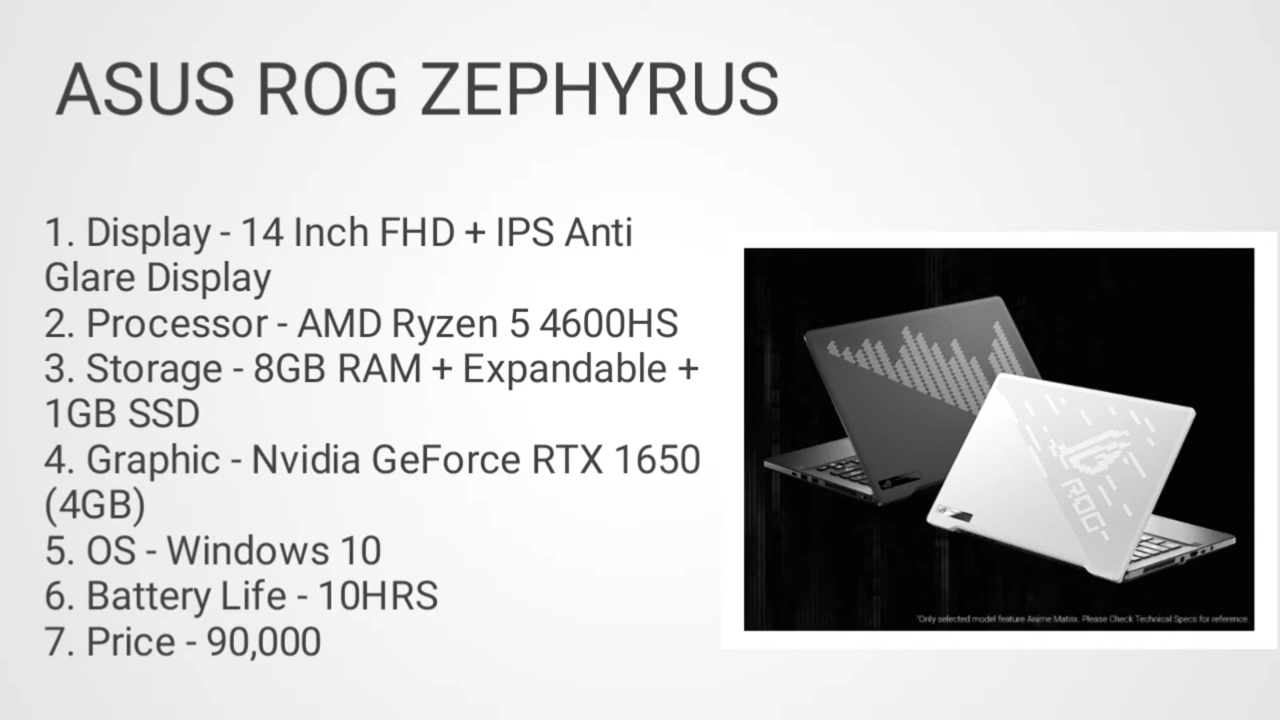 ASUS ROG ZEPHYRUS
1. Display - 14 Inch FHD + IPS Anti
Glare Display
2. Processor - AMD Ryzen 5 4600HS
3. Storage - 8GB RAM + Expandable +
1GB SSD
4. Graphic - Nvidia GeForce RTX 1650
(4GB)
5. OS - Windows 10
6. Battery Life - 10HRS
7. Price - 90,000
ROG
*Only selected model feature Anime Matrix. Please Check Technical Specs for reference.